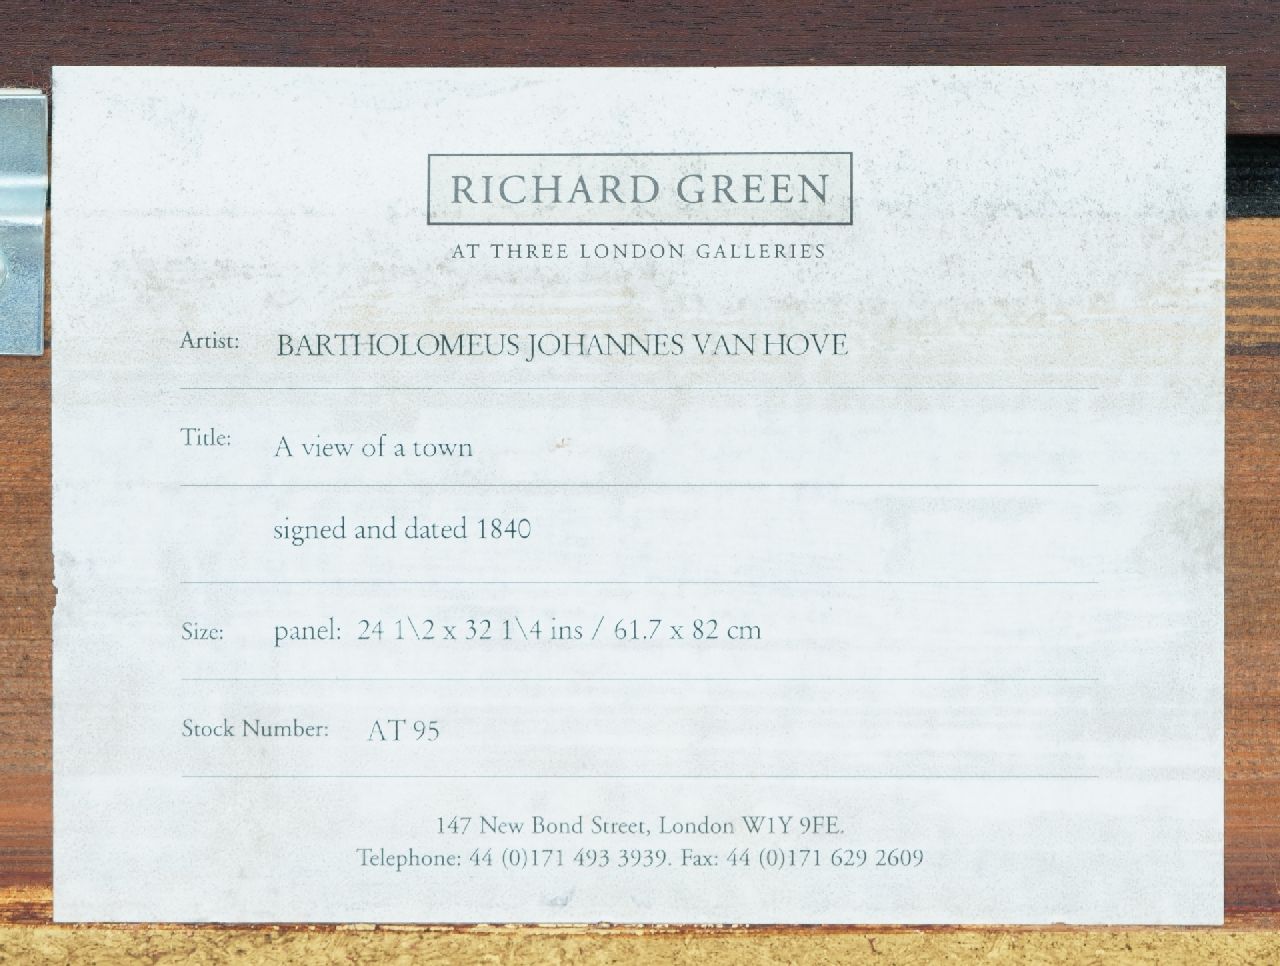 RICHARD GREEN
AT THREE LONDON GALLERIES
Artist: BARTHOLOMEUS JOHANNES VAN HOVE
Title: A view of a town
signed and dated 1840
Size: panel: 24 1\2 x 32 1\4 ins / 61.7 x 82 cm
Stock Number: AT 95
147 New Bond Street, London W1Y 9FE.
Telephone: 44 (0)171 493 3939. Fax: 44 (0)171 629 2609